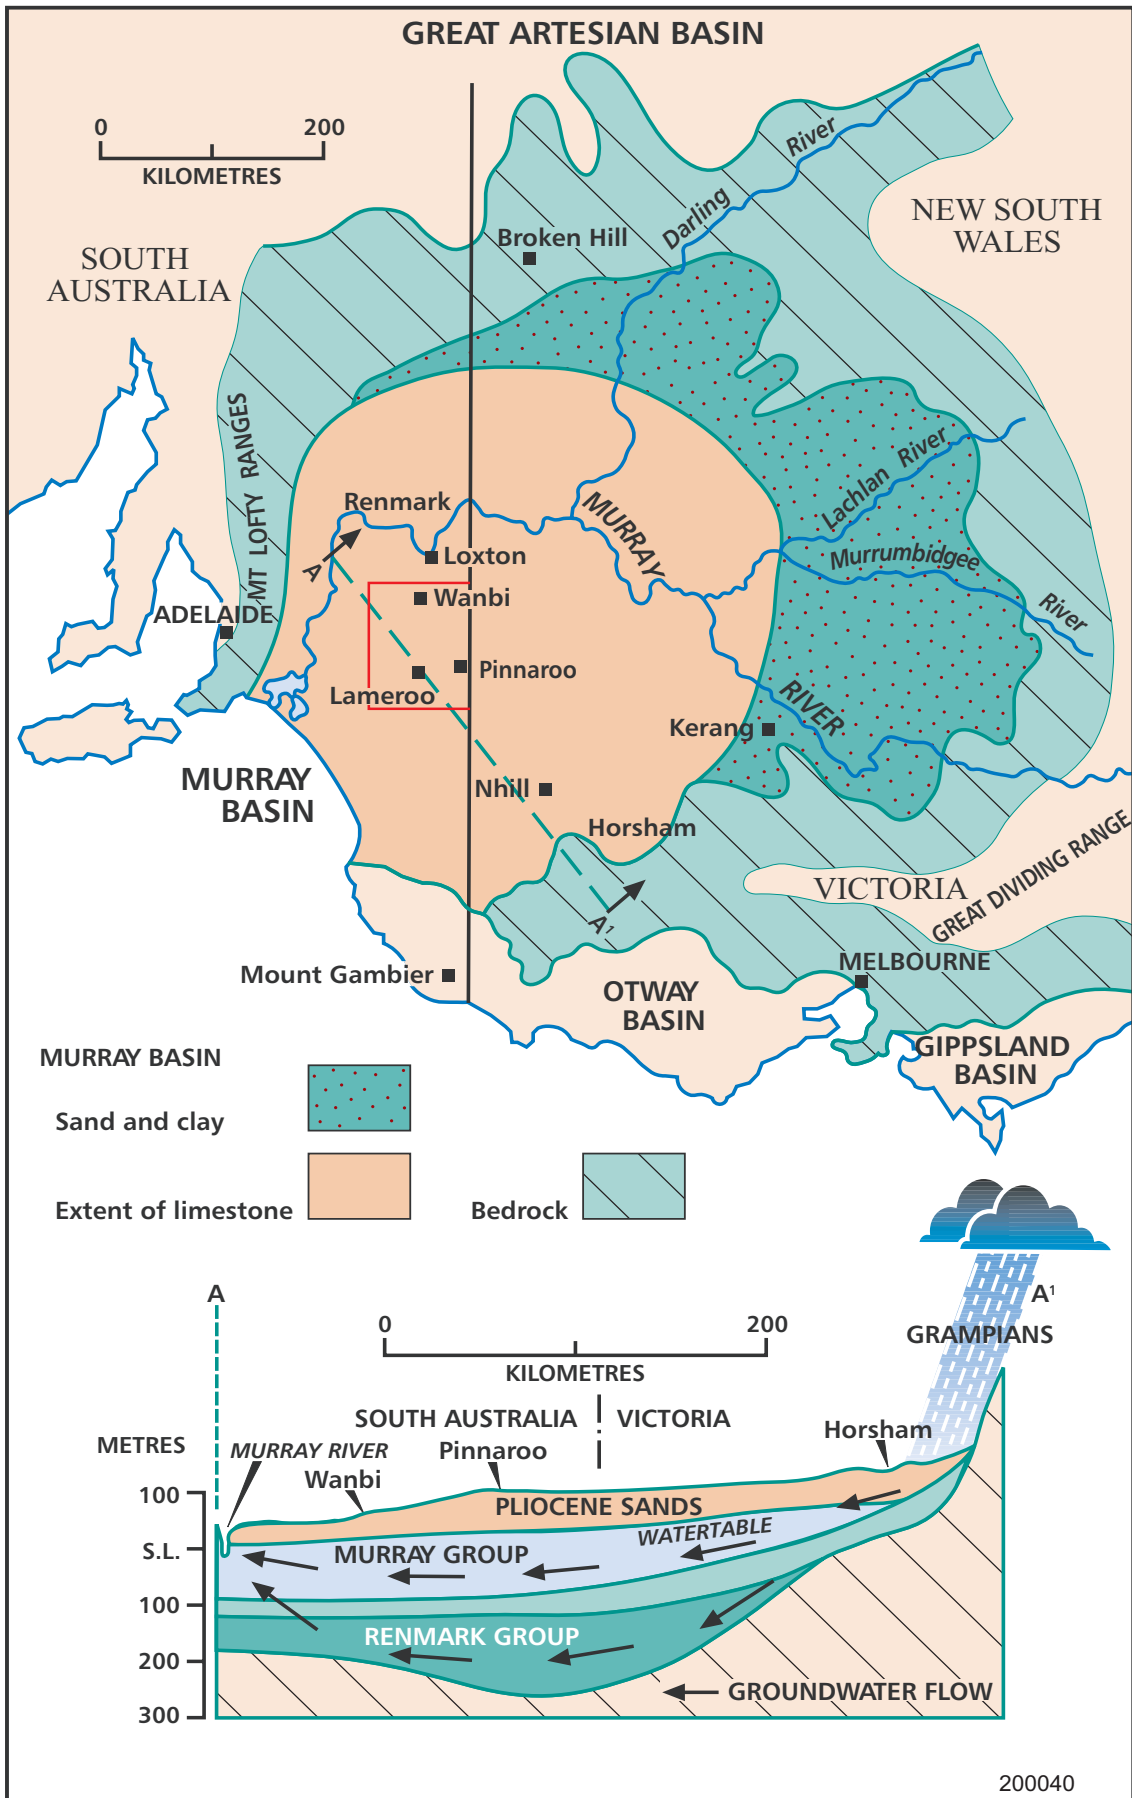 GREAT ARTESIAN BASIN
0 200
KILOMETRES
River
Darling
NEW SOUTH
WALES
SOUTH
AUSTRALIA
Broken Hill
MT LOFTY RANGES
Renmark
MURRAY
Lachlan River
A
Loxton
Murrumbidgee
River
Wanbi
ADELAIDE
Pinnaroo
Lameroo
RIVER
Kerang
MURRAY
BASIN
Nhill
Horsham
GREAT DIVIDING RANGE
VICTORIA
A1
MELBOURNE
Mount Gambier
OTWAY
BASIN
GIPPSLAND
BASIN
MURRAY BASIN
Sand and clay
Extent of limestone
Bedrock
A
A1
0 200
KILOMETRES
GRAMPIANS
SOUTH AUSTRALIA
VICTORIA
Horsham
METRES
MURRAY RIVER
Pinnaroo
Wanbi
100
PLIOCENE SANDS
WATERTABLE
S.L.
MURRAY GROUP
100
RENMARK GROUP
200
GROUNDWATER FLOW
300
200040